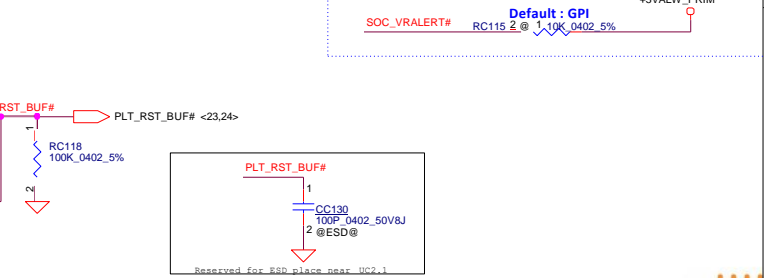 +3VALW_PRIM
Default : GPI
SOC_VRALERT#
RC115 2 @ 1 10K_0402_5%
RST_BUF#
PLT_RST_BUF# <23,24>
1
RC118
100K_0402_5%
2
PLT_RST_BUF#
1
CC130
100P_0402_50V8J
2 @ESD@
Reserved for ESD place near UC2.1